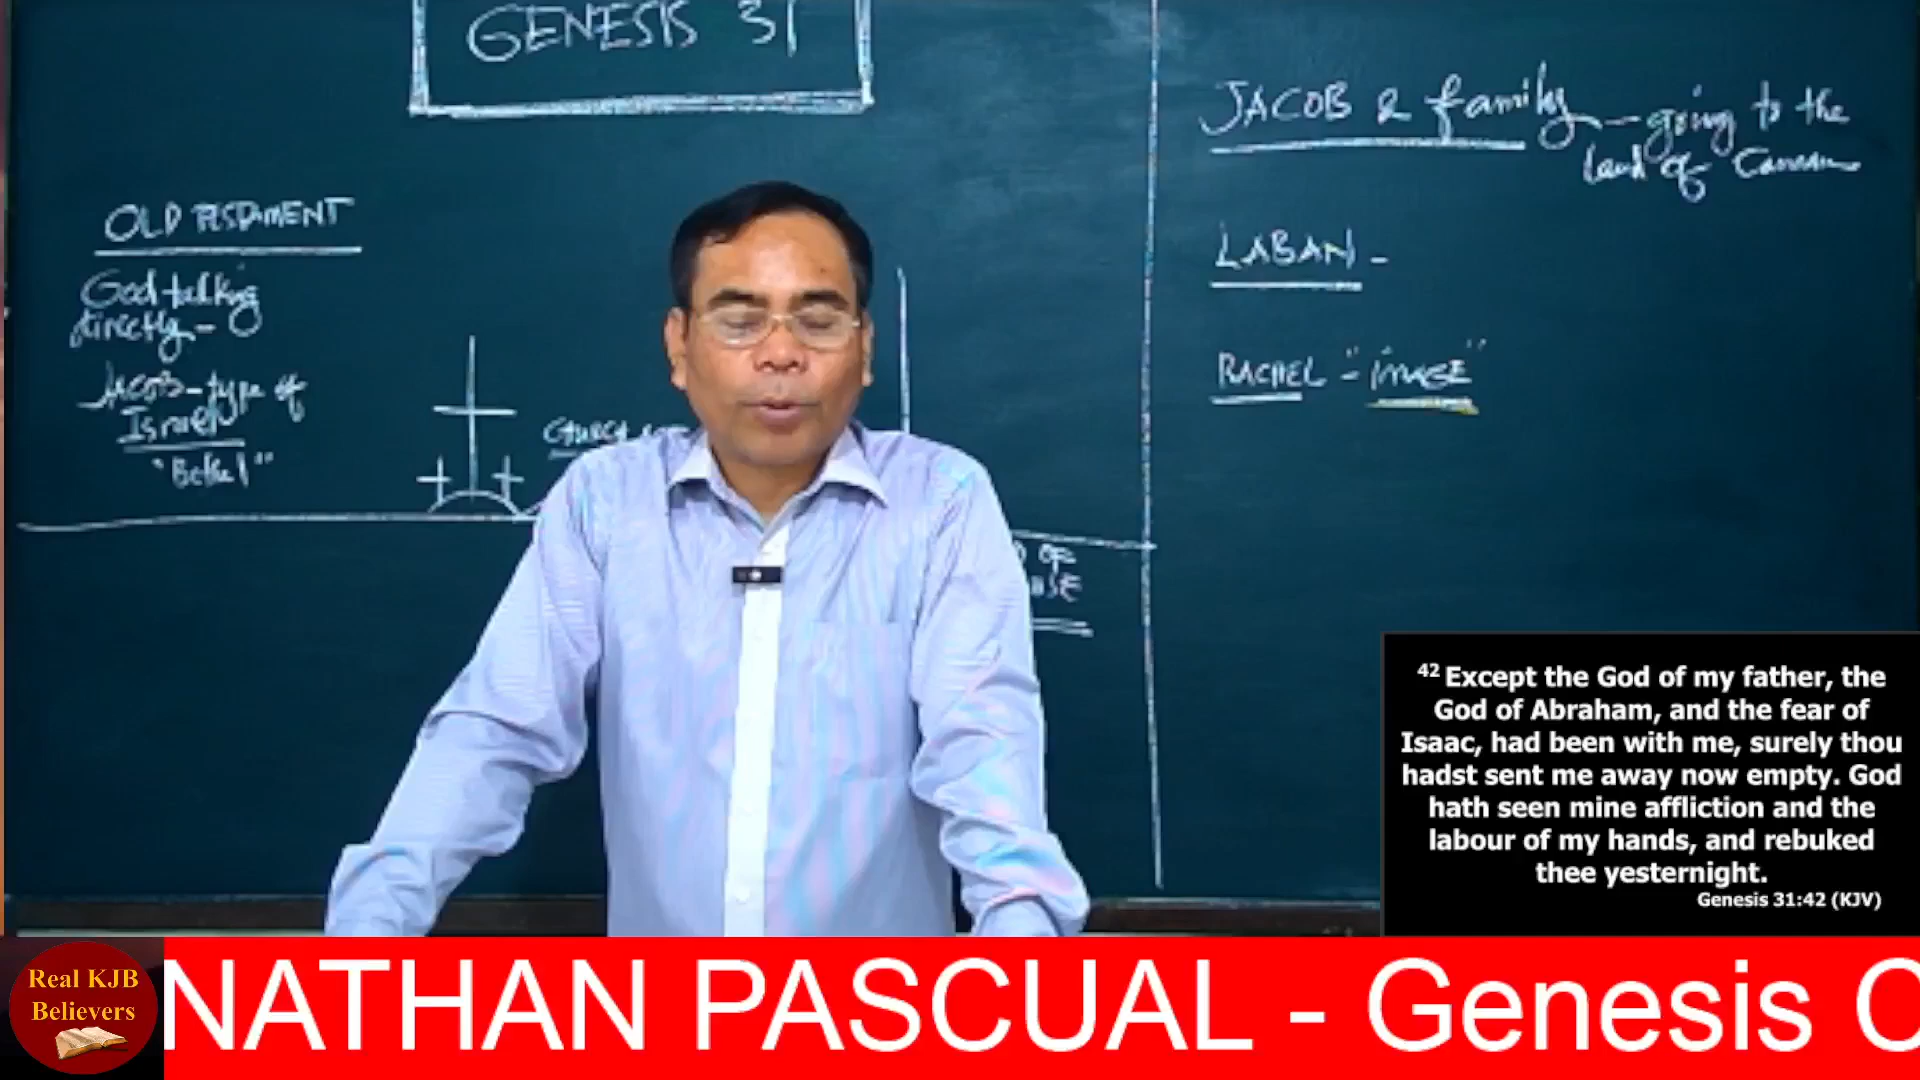 GENESIS 31
OLD TESTAMENT
God talking
directly -
Jacob - type of
Israel
"Bethel"
CHURCH
OF
JACOB & family - going to the
land of Canaan
LABAN -
RACHEL - "IMAGE"
42 Except the God of my father, the
God of Abraham, and the fear of
Isaac, had been with me, surely thou
hadst sent me away now empty. God
hath seen mine affliction and the
labour of my hands, and rebuked
thee yesternight.
Genesis 31:42 (KJV)
Real KJB
Believers
NATHAN PASCUAL - Genesis C